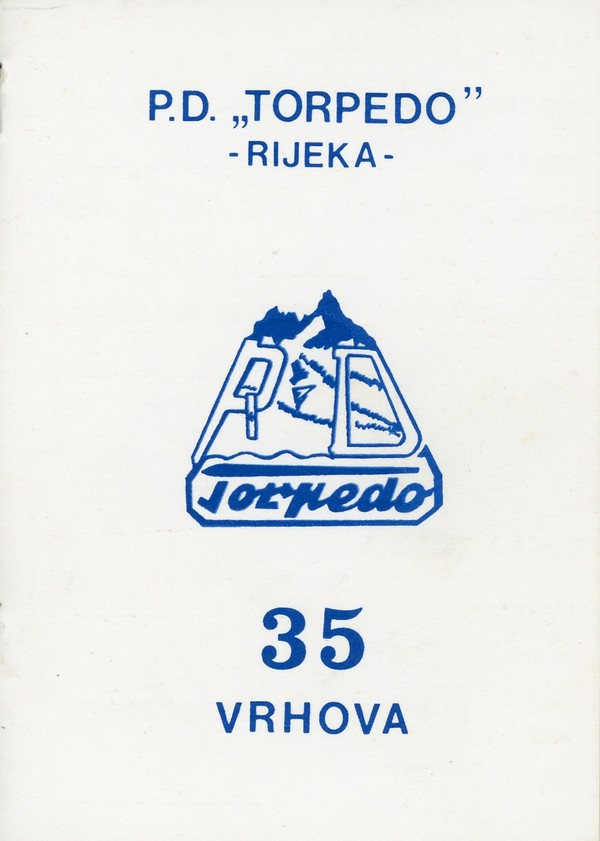 P.D. „TORPEDO”
-RIJEKA-
PD
Torpedo
35
VRHOVA